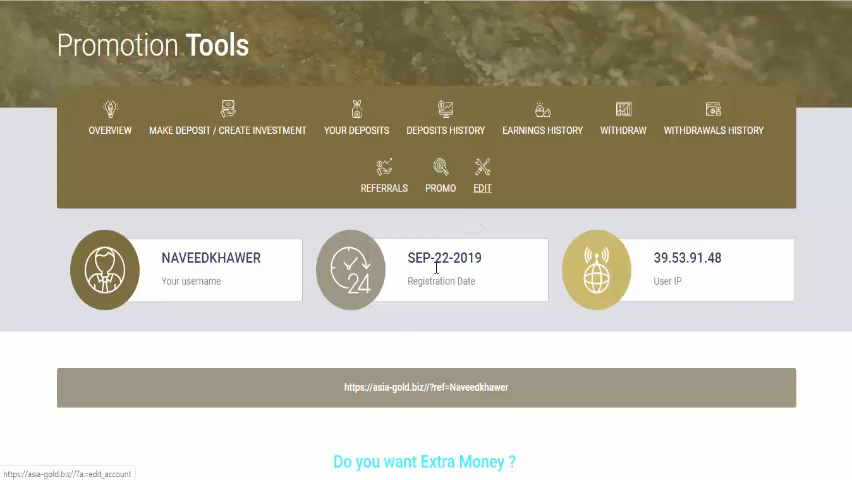 Promotion Tools
OVERVIEW
MAKE DEPOSIT / CREATE INVESTMENT
YOUR DEPOSITS
DEPOSITS HISTORY
EARNINGS HISTORY
WITHDRAW
WITHDRAWALS HISTORY
REFERRALS
PROMO
EDIT
NAVEEDKHAWER
Your username
24
SEP-22-2019
Registration Date
39.53.91.48
User IP
https://asia-gold.biz//?ref=Naveedkhawer
Do you want Extra Money ?
https://asia-gold.biz//?a=edit_account